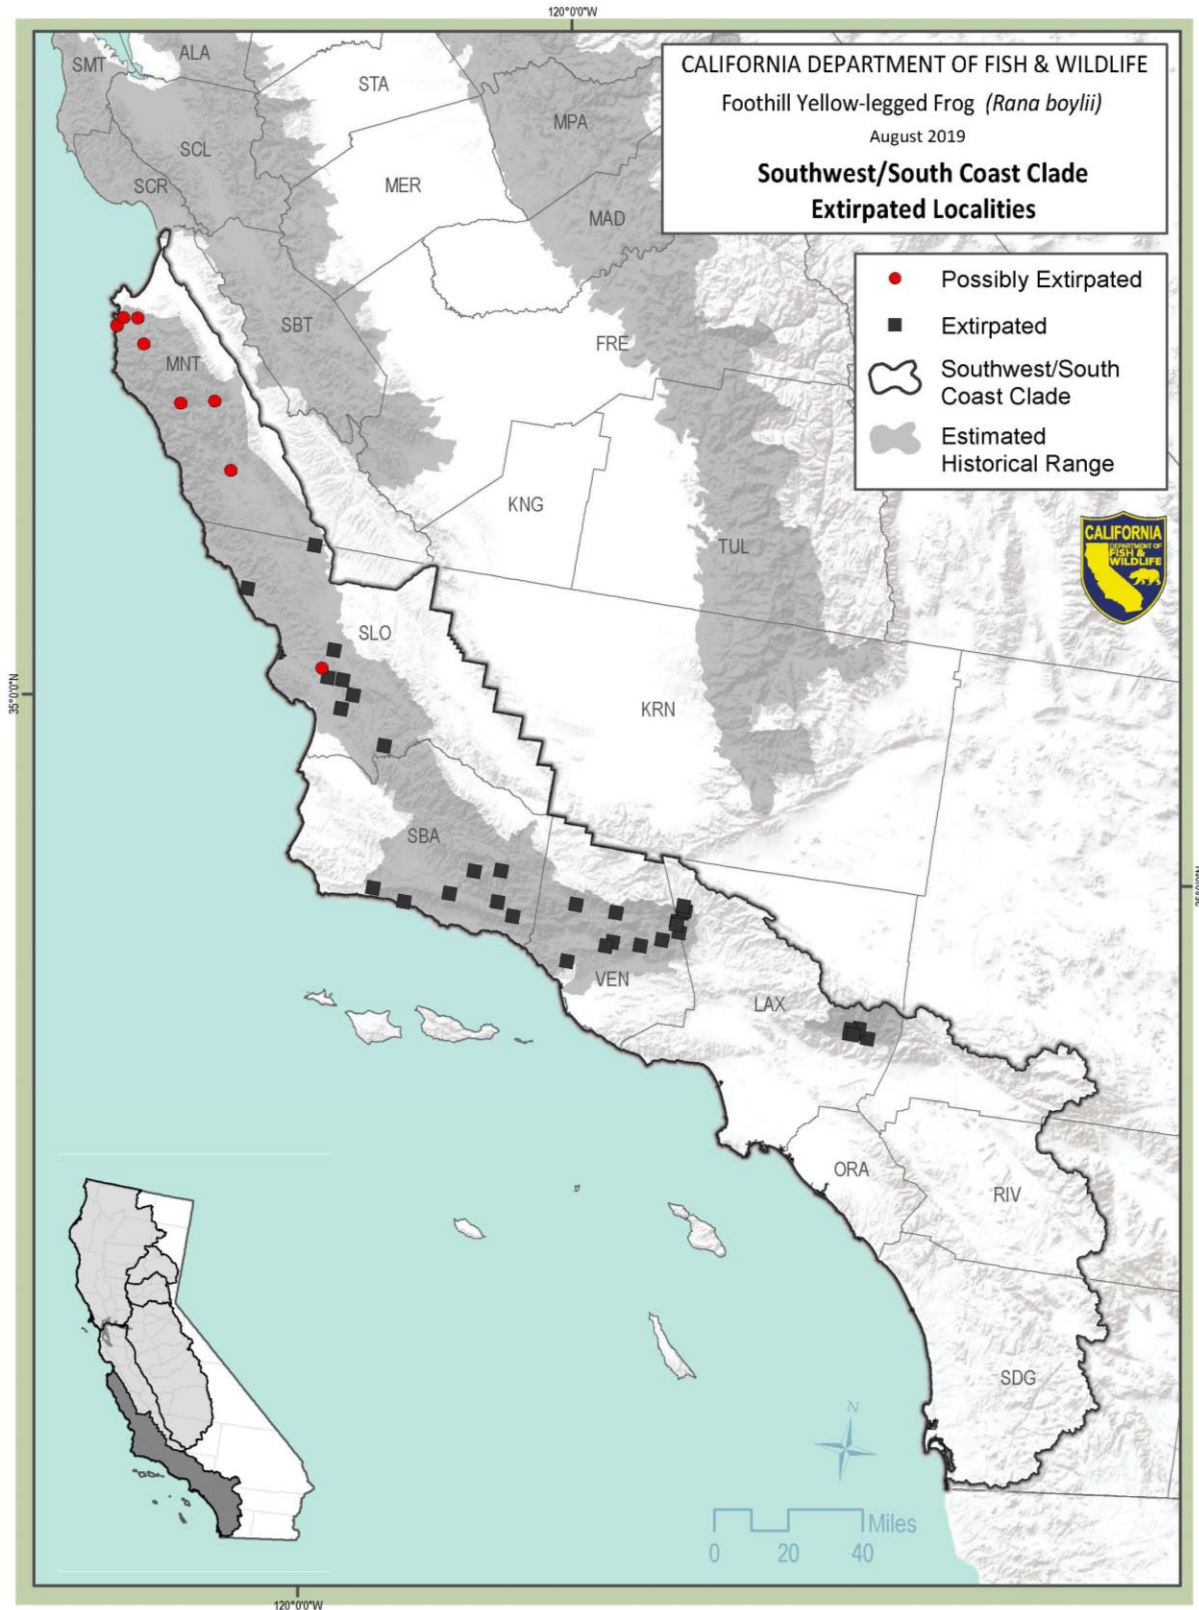 120°0'0"W
CALIFORNIA DEPARTMENT OF FISH & WILDLIFE
Foothill Yellow-legged Frog (Rana boylii)
August 2019
Southwest/South Coast Clade
Extirpated Localities
Possibly Extirpated
Extirpated
Southwest/South
Coast Clade
Estimated
Historical Range
CALIFORNIA
DEPARTMENT OF
FISH &
WILDLIFE
SMT
ALA
STA
MPA
SCL
SCR
MER
MAD
SBT
FRE
MNT
KNG
TUL
SLO
KRN
35°0'0"N
SBA
VEN
LAX
ORA
RIV
SDG
N
Miles
0 20 40
120°0'0"W